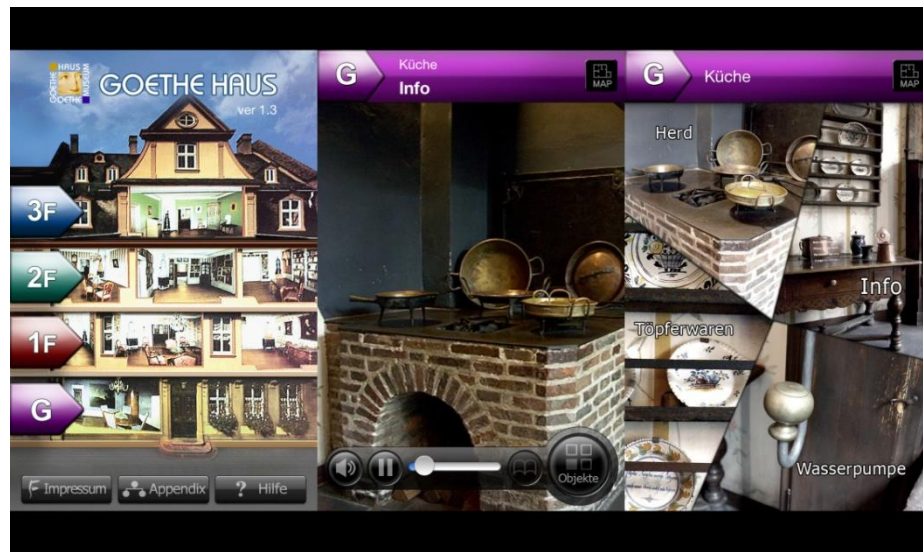 HAUS
GOETHE
MUSEUM
GOETHE
GOETHE HAUS
ver 1.3
3F
2F
1F
G
Impressum
Appendix
? Hilfe
G
Küche
Info
MAP
Objekte
G
Küche
MAP
Herd
Info
Töpferwaren
Wasserpumpe